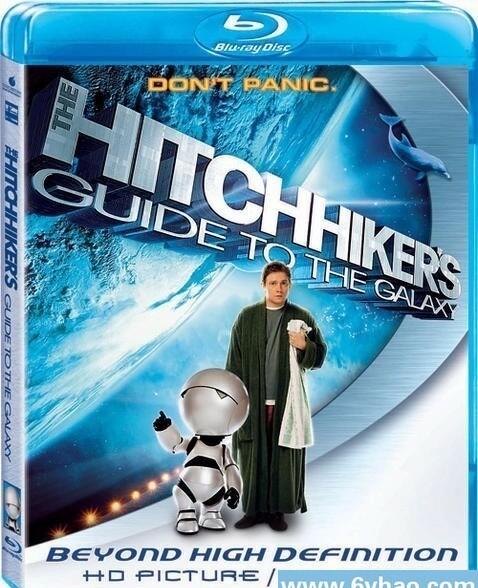 Blu-ray Disc
DON'T PANIC.
THE
HITCHHIKER'S
GUIDE TO THE GALAXY
THE HITCHHIKER'S GUIDE TO THE GALAXY
BEYOND HIGH DEFINITION
HD PICTURE /
www.6vhao.com